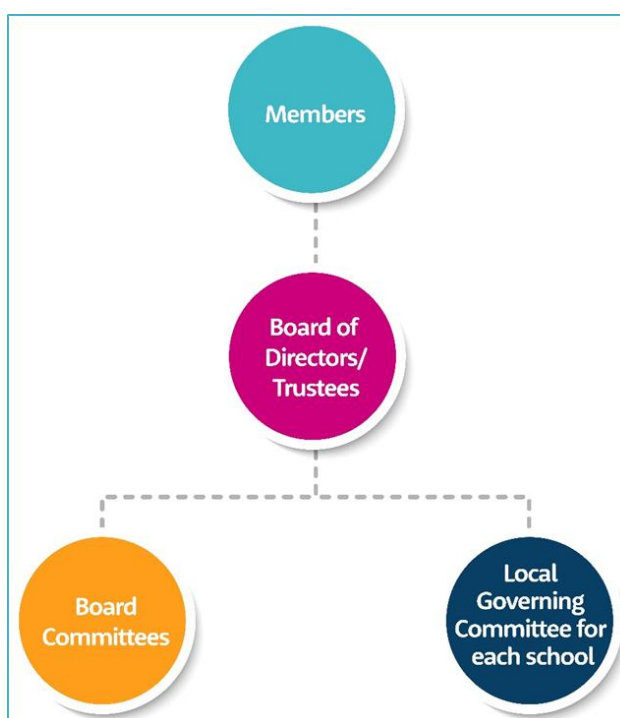 Members
Board of
Directors/
Trustees
Board
Committees
Local
Governing
Committee for
each school